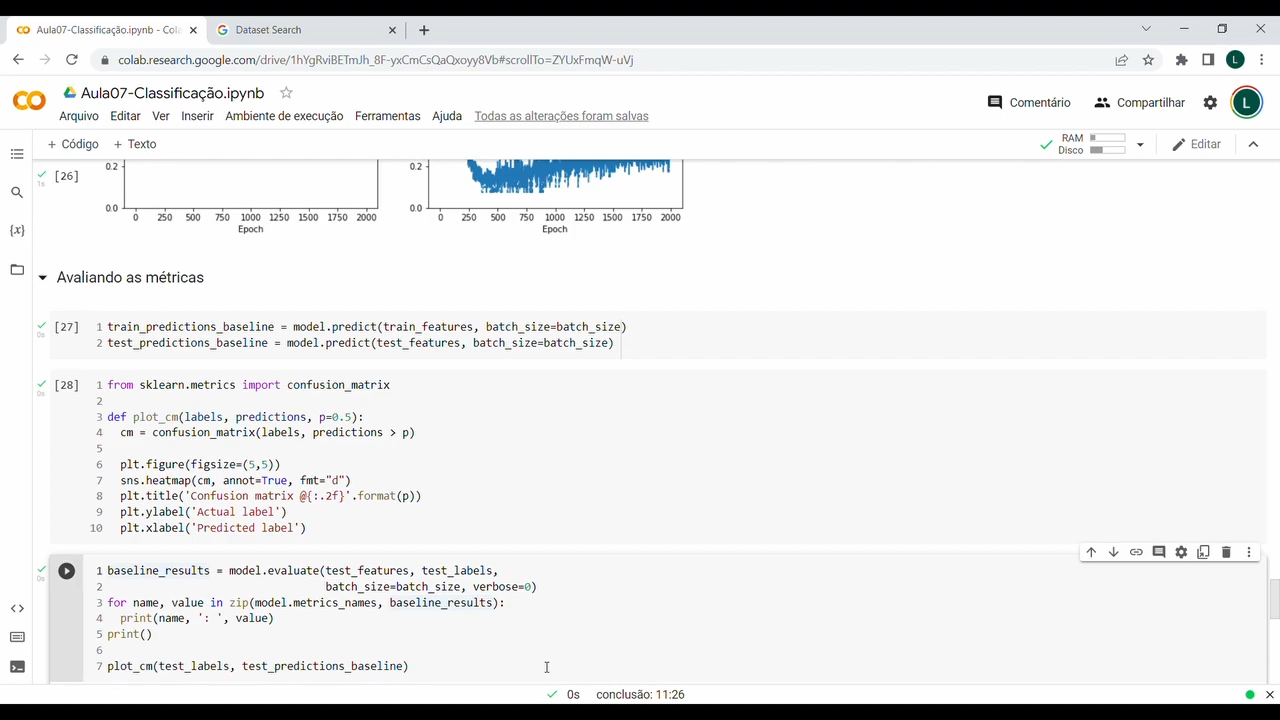 Aula07-Classificação.ipynb - Cola
Dataset Search
colab.research.google.com/drive/1hYgRviBETmJh_8F-yxCmCsQaQxoyy8Vb#scrollTo=ZYUxFmqW-uVj
L
Aula07-Classificação.ipynb
Arquivo Editar Ver Inserir Ambiente de execução Ferramentas Ajuda Todas as alterações foram salvas
Comentário Compartilhar L
+ Código + Texto
RAM
Disco
Editar
[26]
1s
0.2 0.2
0.0 0.0
0 250 500 750 1000 1250 1500 1750 2000 0 250 500 750 1000 1250 1500 1750 2000
Epoch Epoch
Avaliando as métricas
{x}
[27]
0s
1 train_predictions_baseline = model.predict(train_features, batch_size=batch_size)
2 test_predictions_baseline = model.predict(test_features, batch_size=batch_size)
[28]
0s
1 from sklearn.metrics import confusion_matrix
2
3 def plot_cm(labels, predictions, p=0.5):
4 cm = confusion_matrix(labels, predictions > p)
5
6 plt.figure(figsize=(5,5))
7 sns.heatmap(cm, annot=True, fmt="d")
8 plt.title('Confusion matrix @{:.2f}'.format(p))
9 plt.ylabel('Actual label')
10 plt.xlabel('Predicted label')
0s
1 baseline_results = model.evaluate(test_features, test_labels,
2 batch_size=batch_size, verbose=0)
3 for name, value in zip(model.metrics_names, baseline_results):
4 print(name, ': ', value)
5 print()
6
7 plot_cm(test_labels, test_predictions_baseline)
0s conclusão: 11:26